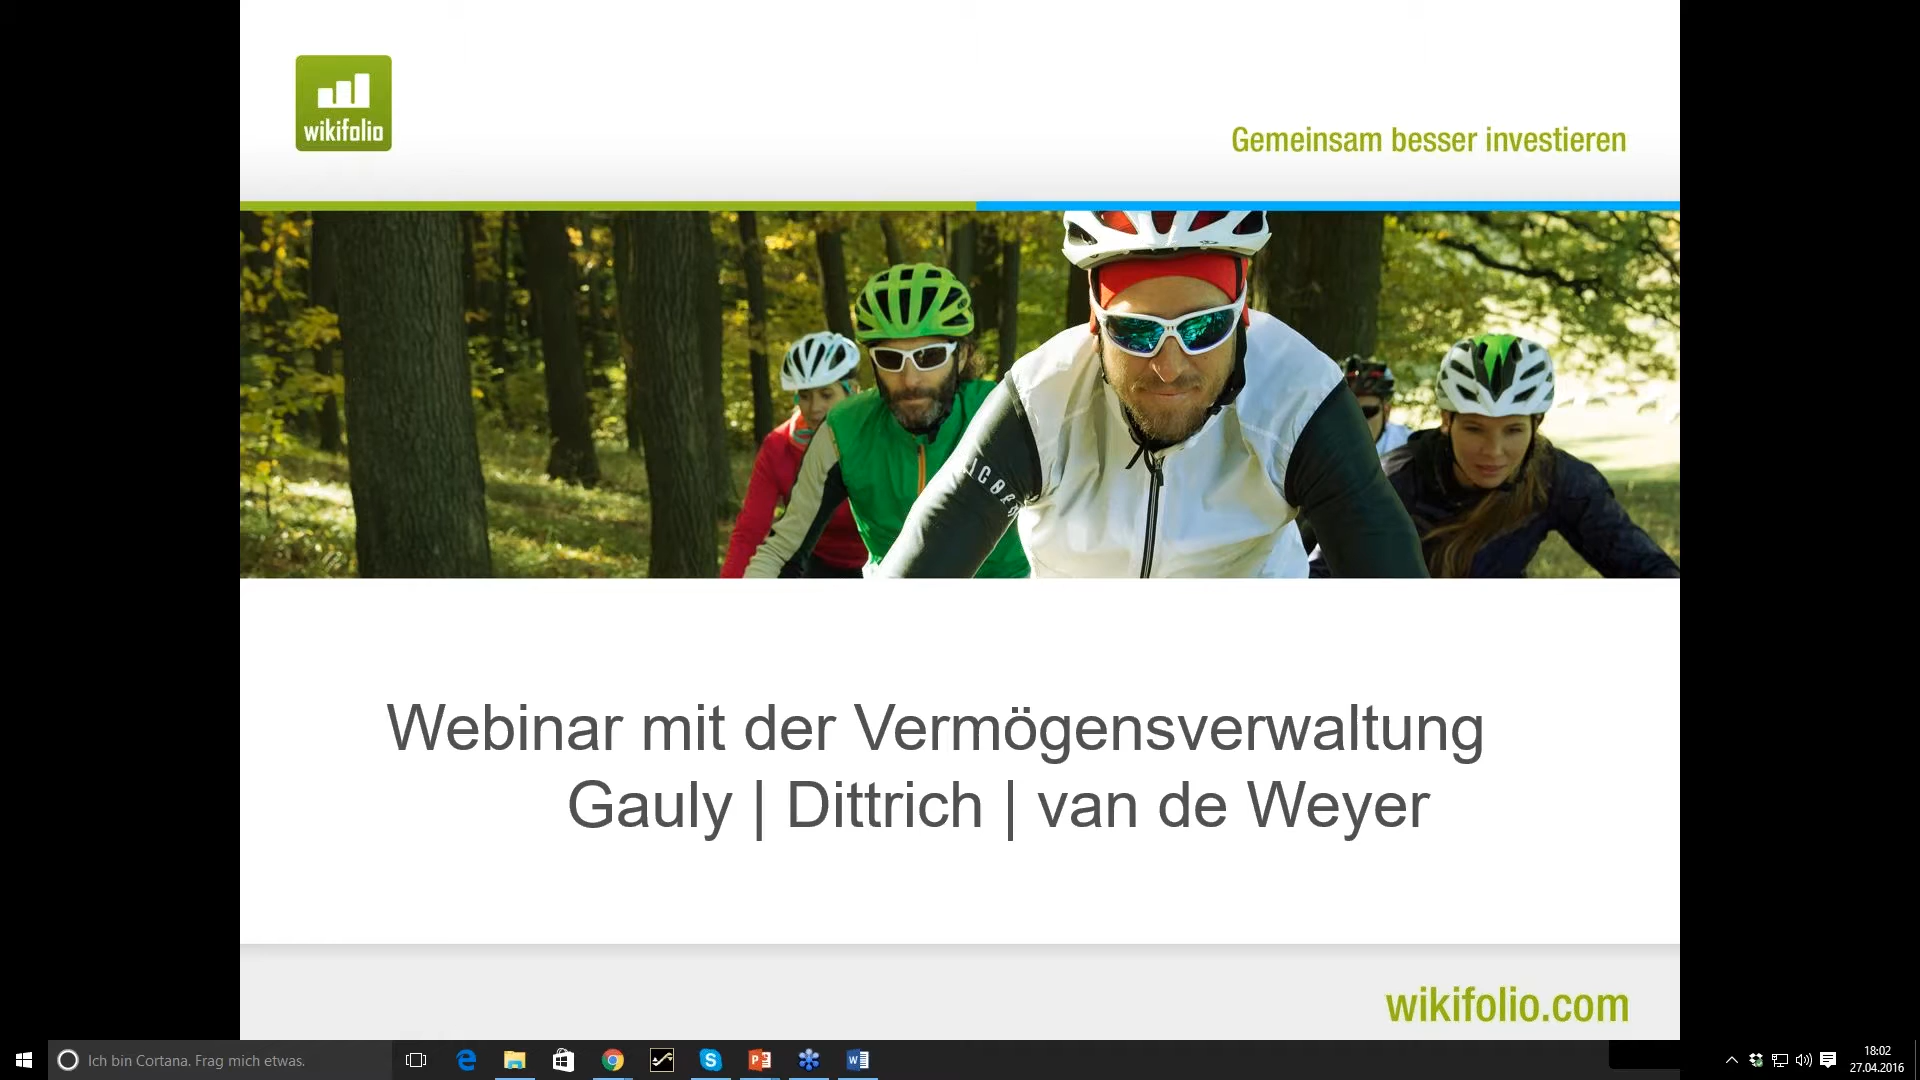 wikifolio
Gemeinsam besser investieren
Webinar mit der Vermögensverwaltung
Gauly | Dittrich | van de Weyer
wikifolio.com
Ich bin Cortana. Frag mich etwas.
18:02
27.04.2016